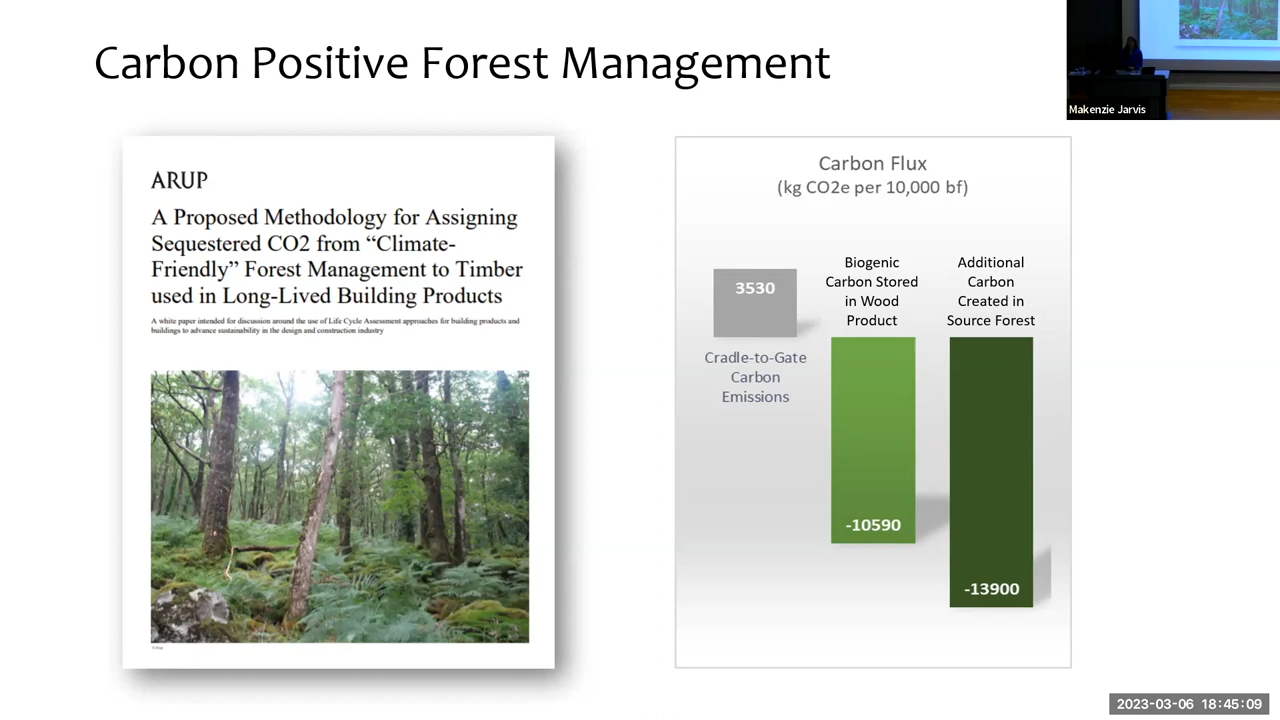 Carbon Positive Forest Management
Makenzie Jarvis
ARUP
A Proposed Methodology for Assigning
Sequestered CO2 from “Climate-
Friendly” Forest Management to Timber
used in Long-Lived Building Products
A white paper intended for discussion around the use of Life Cycle Assessment approaches for building products and
buildings to advance sustainability in the design and construction industry
Carbon Flux
(kg CO2e per 10,000 bf)
3530
Cradle-to-Gate
Carbon
Emissions
Biogenic
Carbon Stored
in Wood
Product
-10590
Additional
Carbon
Created in
Source Forest
-13900
2023-03-06 18:45:09